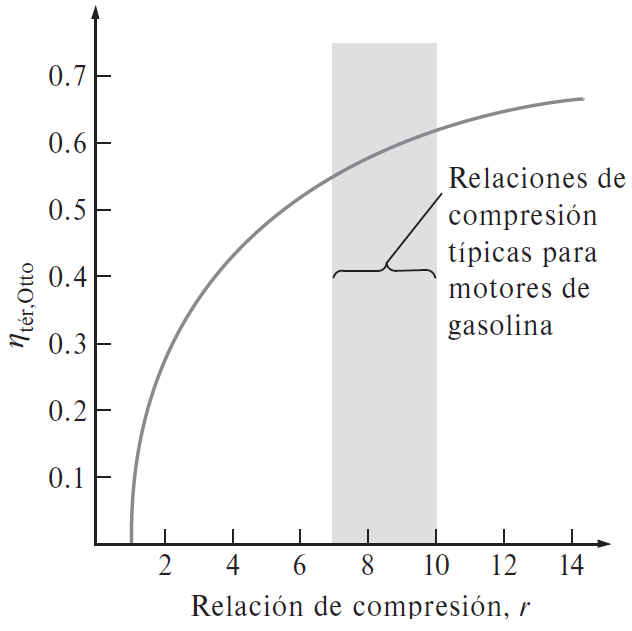 0.7
0.6
0.5
0.4
0.3
0.2
0.1
ηtér,Otto
Relaciones de
compresión
típicas para
motores de
gasolina
2 4 6 8 10 12 14
Relación de compresión, r